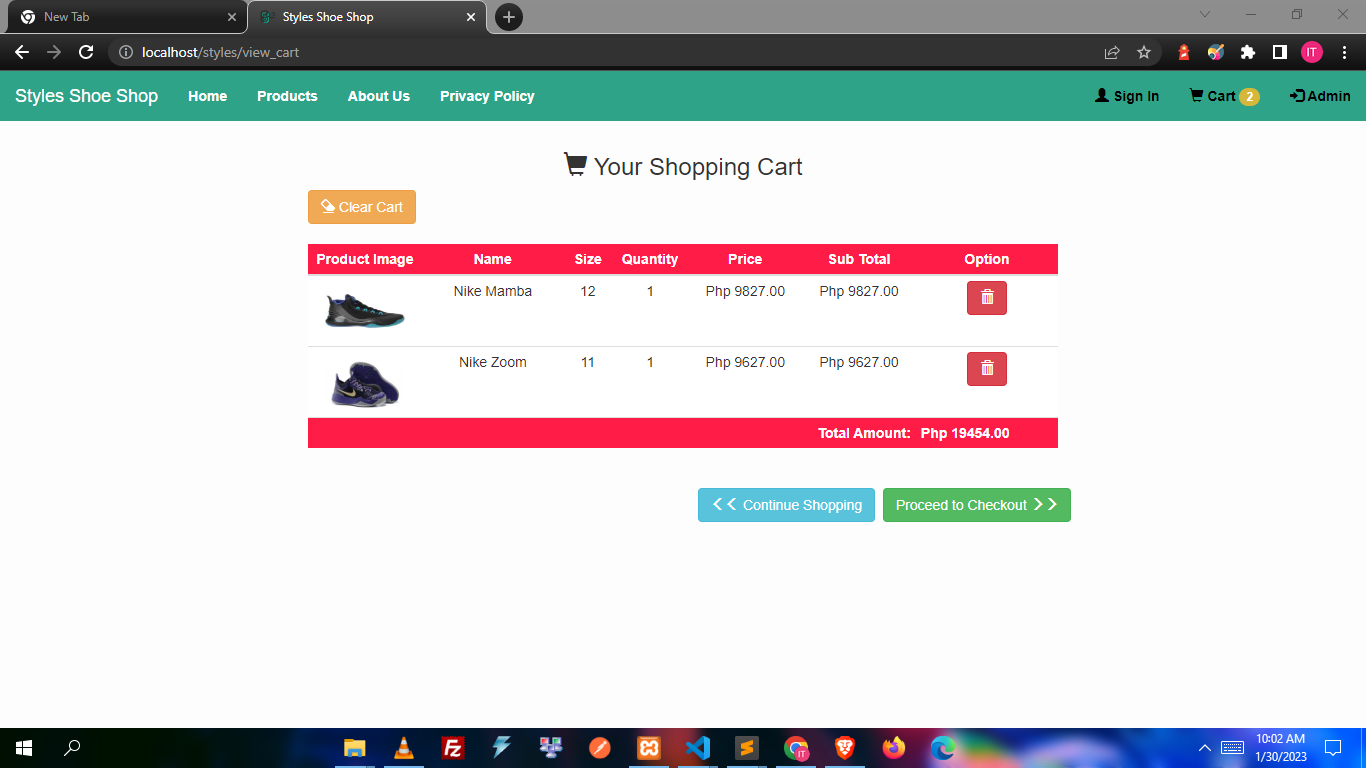 New Tab
Styles Shoe Shop
localhost/styles/view_cart
IT
Styles Shoe Shop Home Products About Us Privacy Policy Sign In Cart 2 Admin
Your Shopping Cart
Clear Cart
Product Image Name Size Quantity Price Sub Total Option
Nike Mamba 12 1 Php 9827.00 Php 9827.00
Nike Zoom 11 1 Php 9627.00 Php 9627.00
Total Amount: Php 19454.00
Continue Shopping Proceed to Checkout
Fz
IT
10:02 AM
1/30/2023